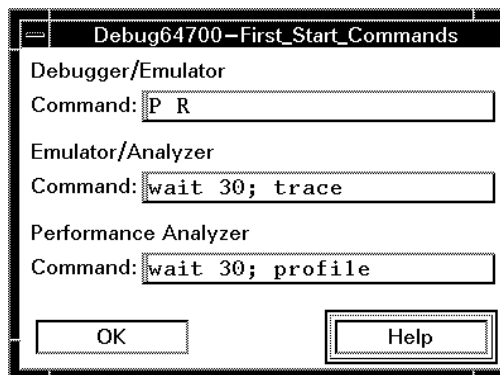 Debug64700-First_Start_Commands
Debugger/Emulator
Command: P R
Emulator/Analyzer
Command: wait 30; trace
Performance Analyzer
Command: wait 30; profile
OK Help